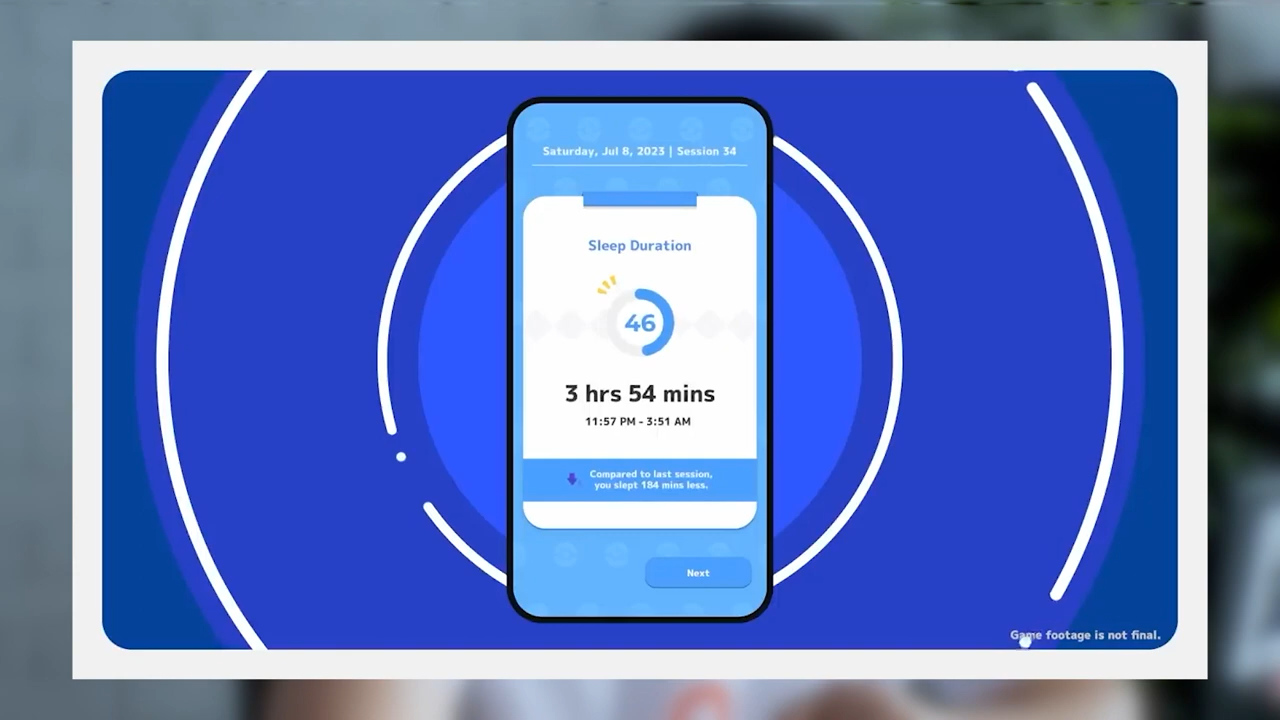 Saturday, Jul 8, 2023 | Session 34
Sleep Duration
46
3 hrs 54 mins
11:57 PM - 3:51 AM
Compared to last session,
you slept 184 mins less.
Next
Game footage is not final.